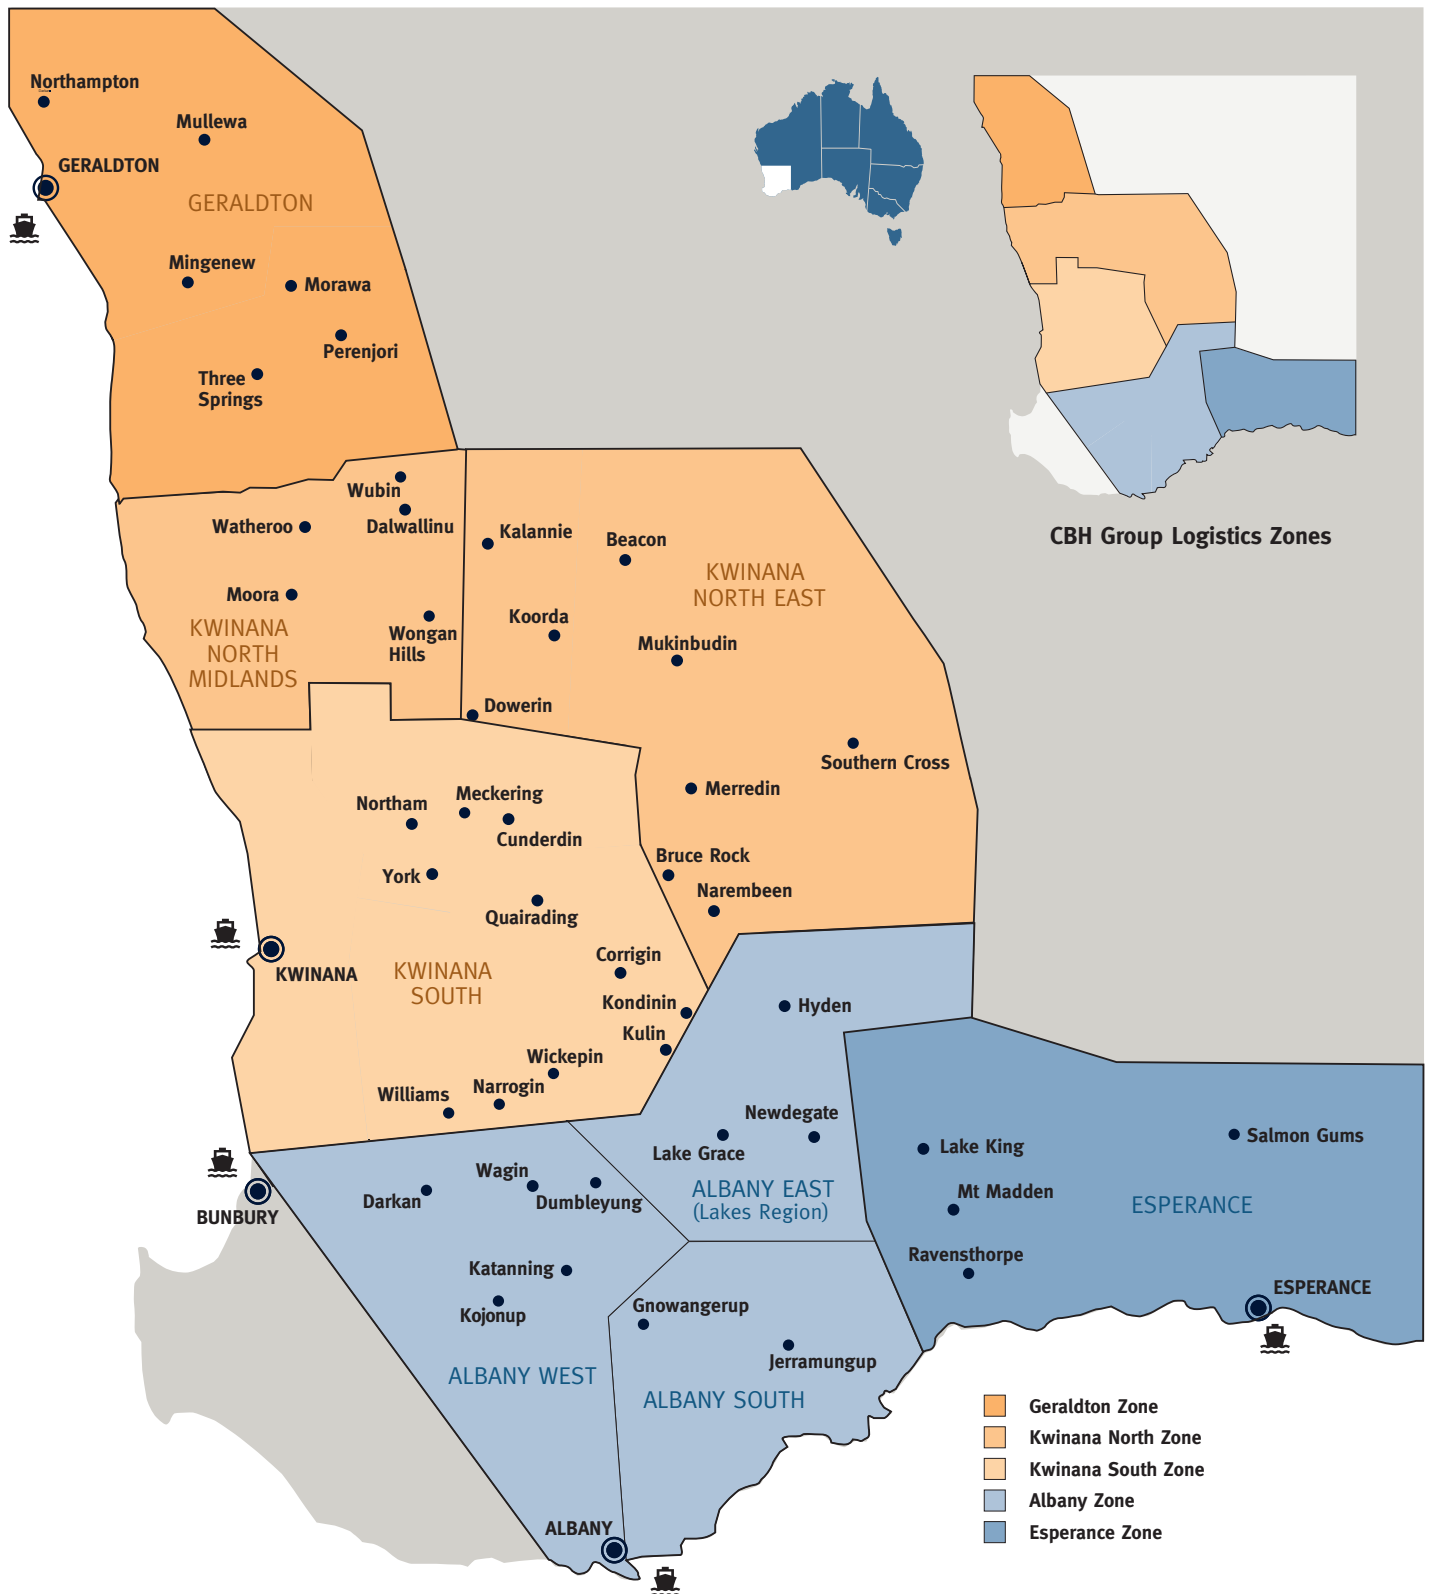 Northampton
Mullewa
GERALDTON
GERALDTON
Mingenew
Morawa
Perenjori
Three
Springs
CBH Group Logistics Zones
Wubin
Watheroo
Dalwallinu
Kalannie
Beacon
KWINANA
NORTH EAST
Moora
Koorda
KWINANA
NORTH
MIDLANDS
Wongan
Hills
Mukinbudin
Dowerin
Southern Cross
Merredin
Northam
Meckering
Cunderdin
Bruce Rock
York
Narembeen
Quairading
Corrigin
KWINANA
KWINANA
SOUTH
Kondinin
Hyden
Kulin
Wickepin
Narrogin
Williams
Newdegate
Lake Grace
Lake King
Salmon Gums
Wagin
Darkan
Dumbleyung
ALBANY EAST
(Lakes Region)
Mt Madden
ESPERANCE
BUNBURY
Ravensthorpe
Katanning
ESPERANCE
Kojonup
Gnowangerup
Jerramungup
ALBANY WEST
ALBANY SOUTH
Geraldton Zone
Kwinana North Zone
Kwinana South Zone
Albany Zone
Esperance Zone
ALBANY